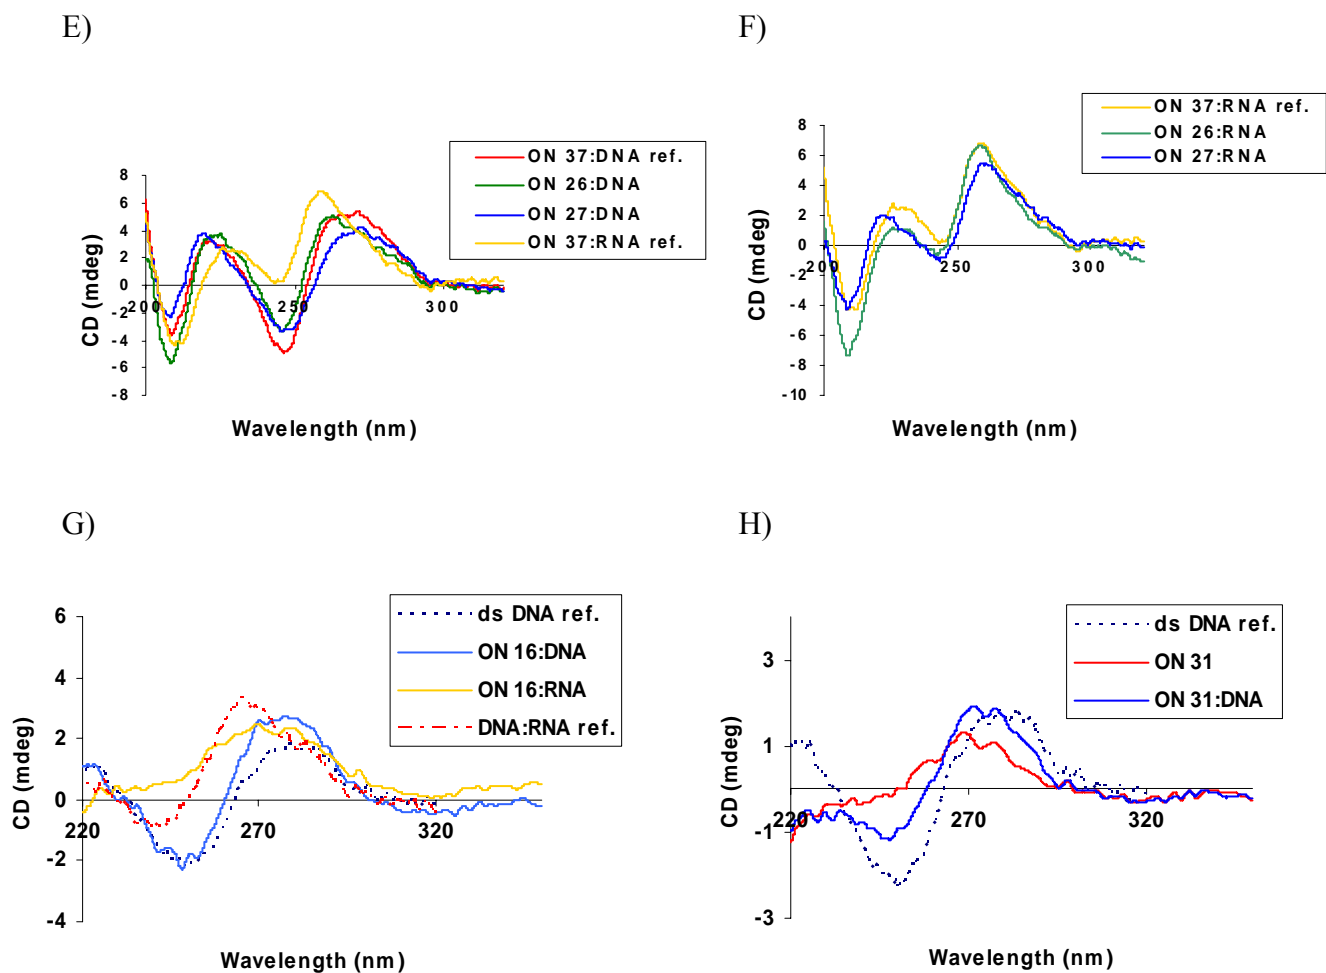 E)
F)
ON 37:DNA ref.
ON 26:DNA
ON 27:DNA
ON 37:RNA ref.
ON 37:RNA ref.
ON 26:RNA
ON 27:RNA
8
6
4
2
0
-2
-4
-6
-8
200
250
300
CD (mdeg)
Wavelength (nm)
8
6
4
2
0
-2
-4
-6
-8
-10
200
250
300
CD (mdeg)
Wavelength (nm)
G)
H)
ds DNA ref.
ON 16:DNA
ON 16:RNA
DNA:RNA ref.
ds DNA ref.
ON 31
ON 31:DNA
6
4
2
0
-2
-4
220
270
320
CD (mdeg)
Wavelength (nm)
3
1
-1
-3
220
270
320
CD (mdeg)
Wavelength (nm)